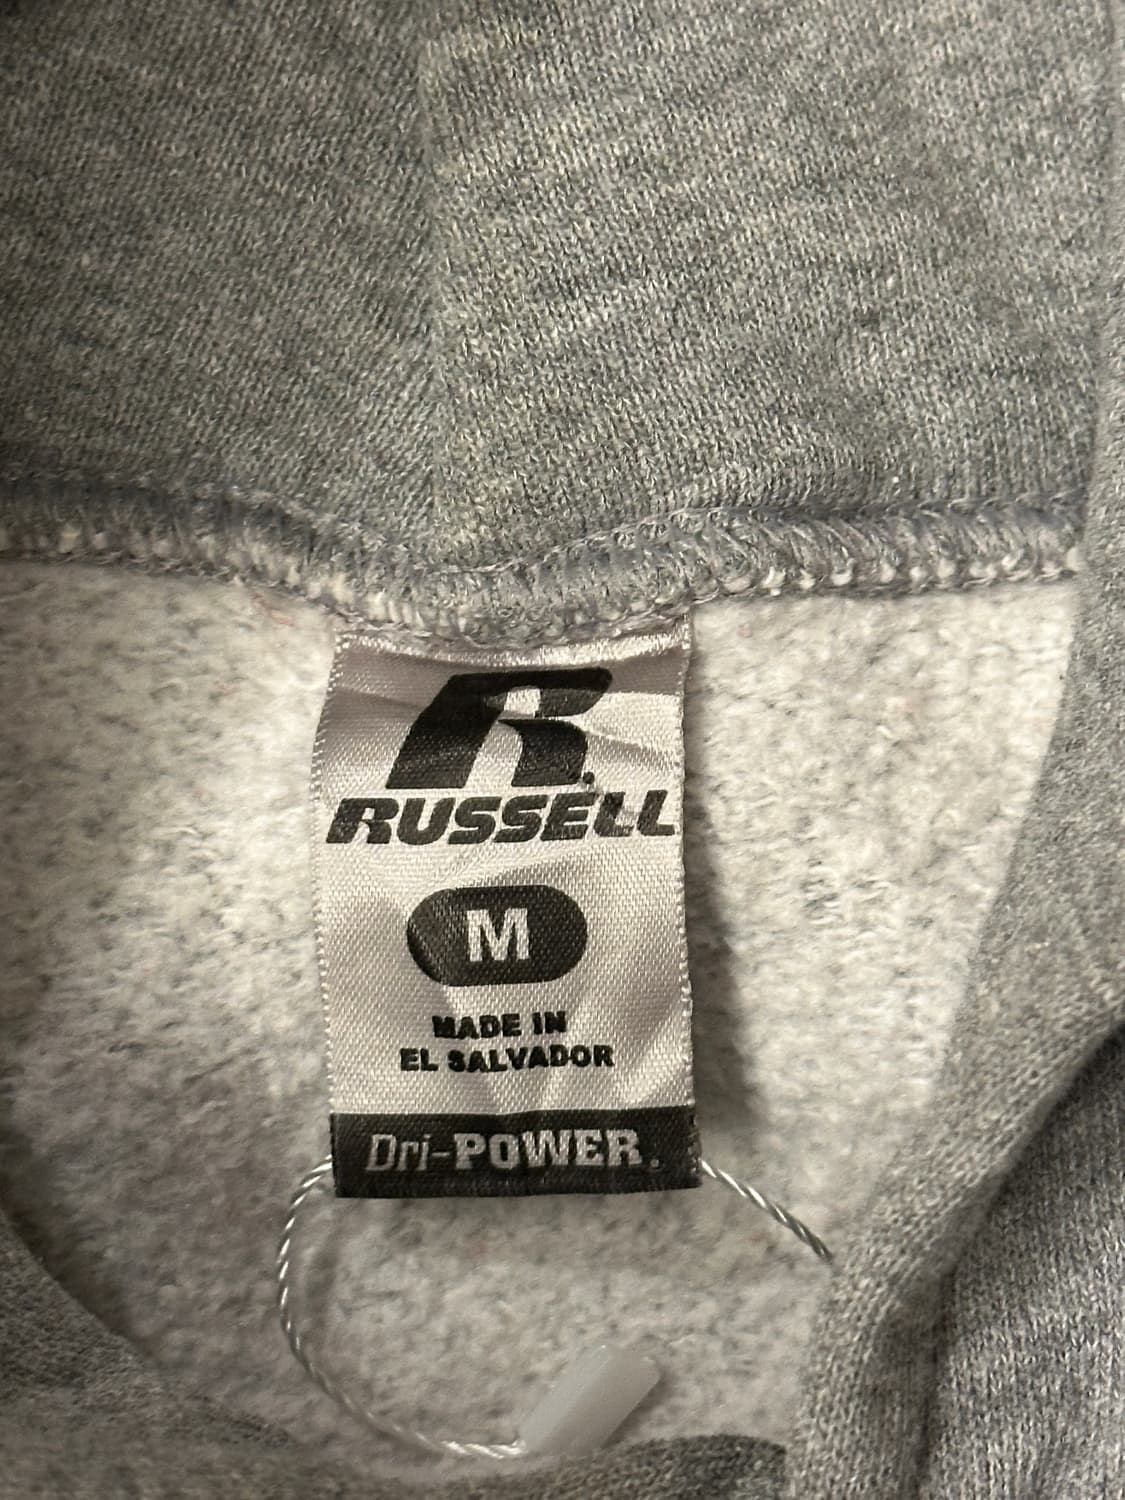 R
RUSSELL
M
MADE IN
EL SALVADOR
Dri-POWER.